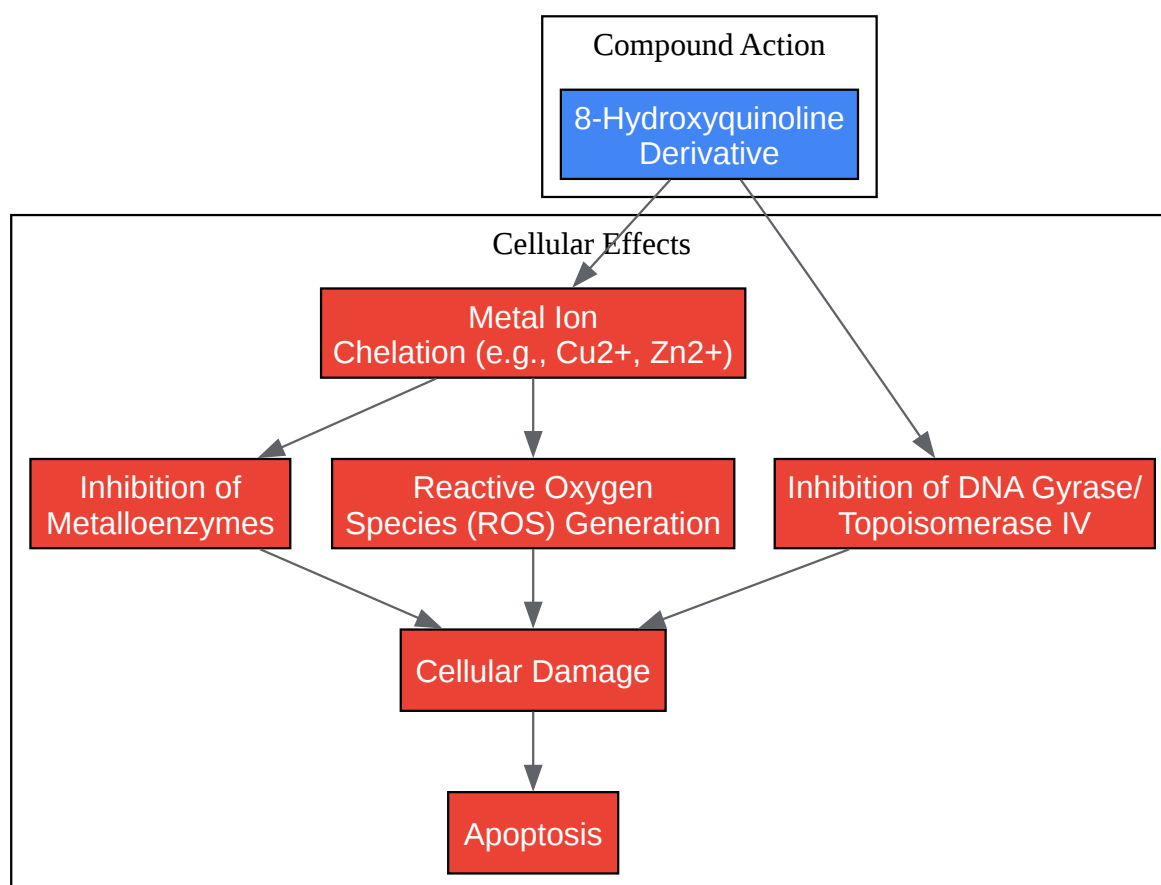 Compound Action
8-Hydroxyquinoline
Derivative
Cellular Effects
Metal Ion
Chelation (e.g., Cu2+, Zn2+)
Inhibition of
Metalloenzymes
Reactive Oxygen
Species (ROS) Generation
Inhibition of DNA Gyrase/
Topoisomerase IV
Cellular Damage
Apoptosis